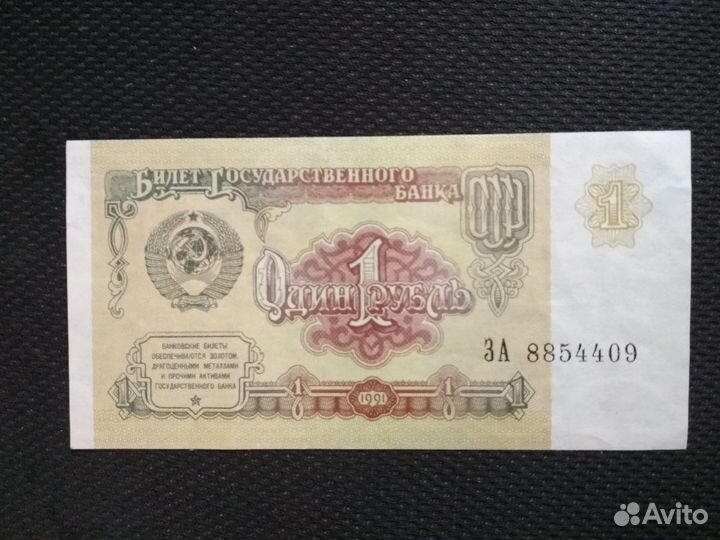 Билет Государственного
Банка
1
Один 1 Рубль
ЗА 8854409
БАНКОВСКИЕ БИЛЕТЫ
ОБЕСПЕЧИВАЮТСЯ ЗОЛОТОМ,
ДРАГОЦЕННЫМИ МЕТАЛЛАМИ
И ПРОЧИМИ АКТИВАМИ
ГОСУДАРСТВЕННОГО БАНКА
1 1 1991 1 1
Avito